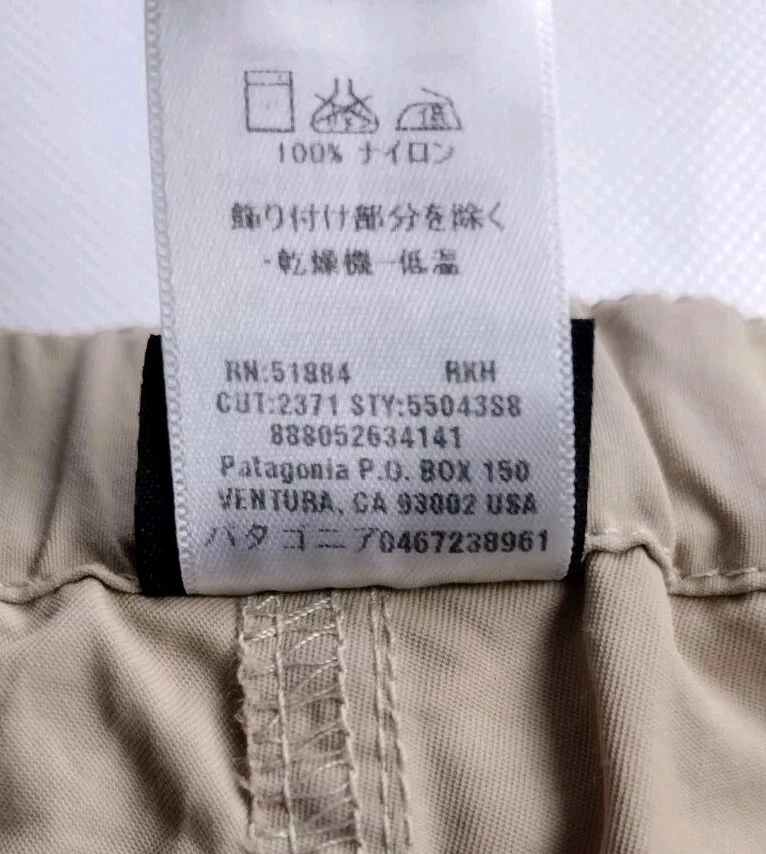 低
100% ナイロン
飾り付け部分を除く
・乾燥機－低温
RN:51884 RKH
CUT:2371 STY:55043S8
888052634141
Patagonia P.O. BOX 150
VENTURA, CA 93002 USA
パタゴニア0467238961